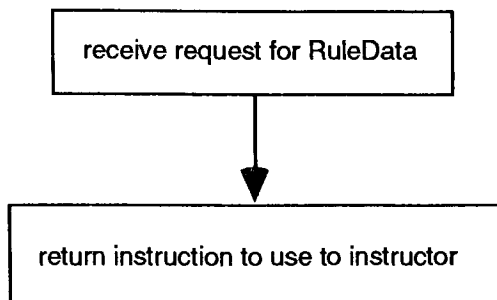 receive request for RuleData
return instruction to use to instructor